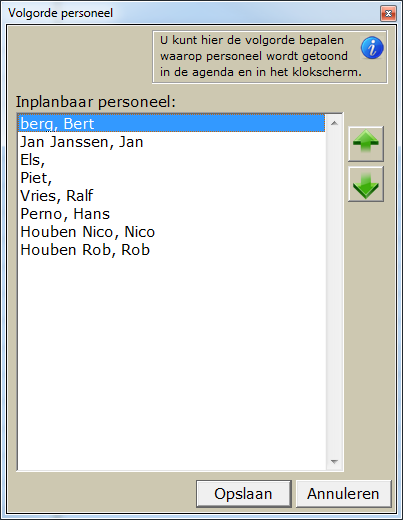 Volgorde personeel
U kunt hier de volgorde bepalen
waarop personeel wordt getoond
in de agenda en in het klokscherm.
Inplanbaar personeel:
berg, Bert
Jan Janssen, Jan
Els,
Piet,
Vries, Ralf
Perno, Hans
Houben Nico, Nico
Houben Rob, Rob
Opslaan
Annuleren